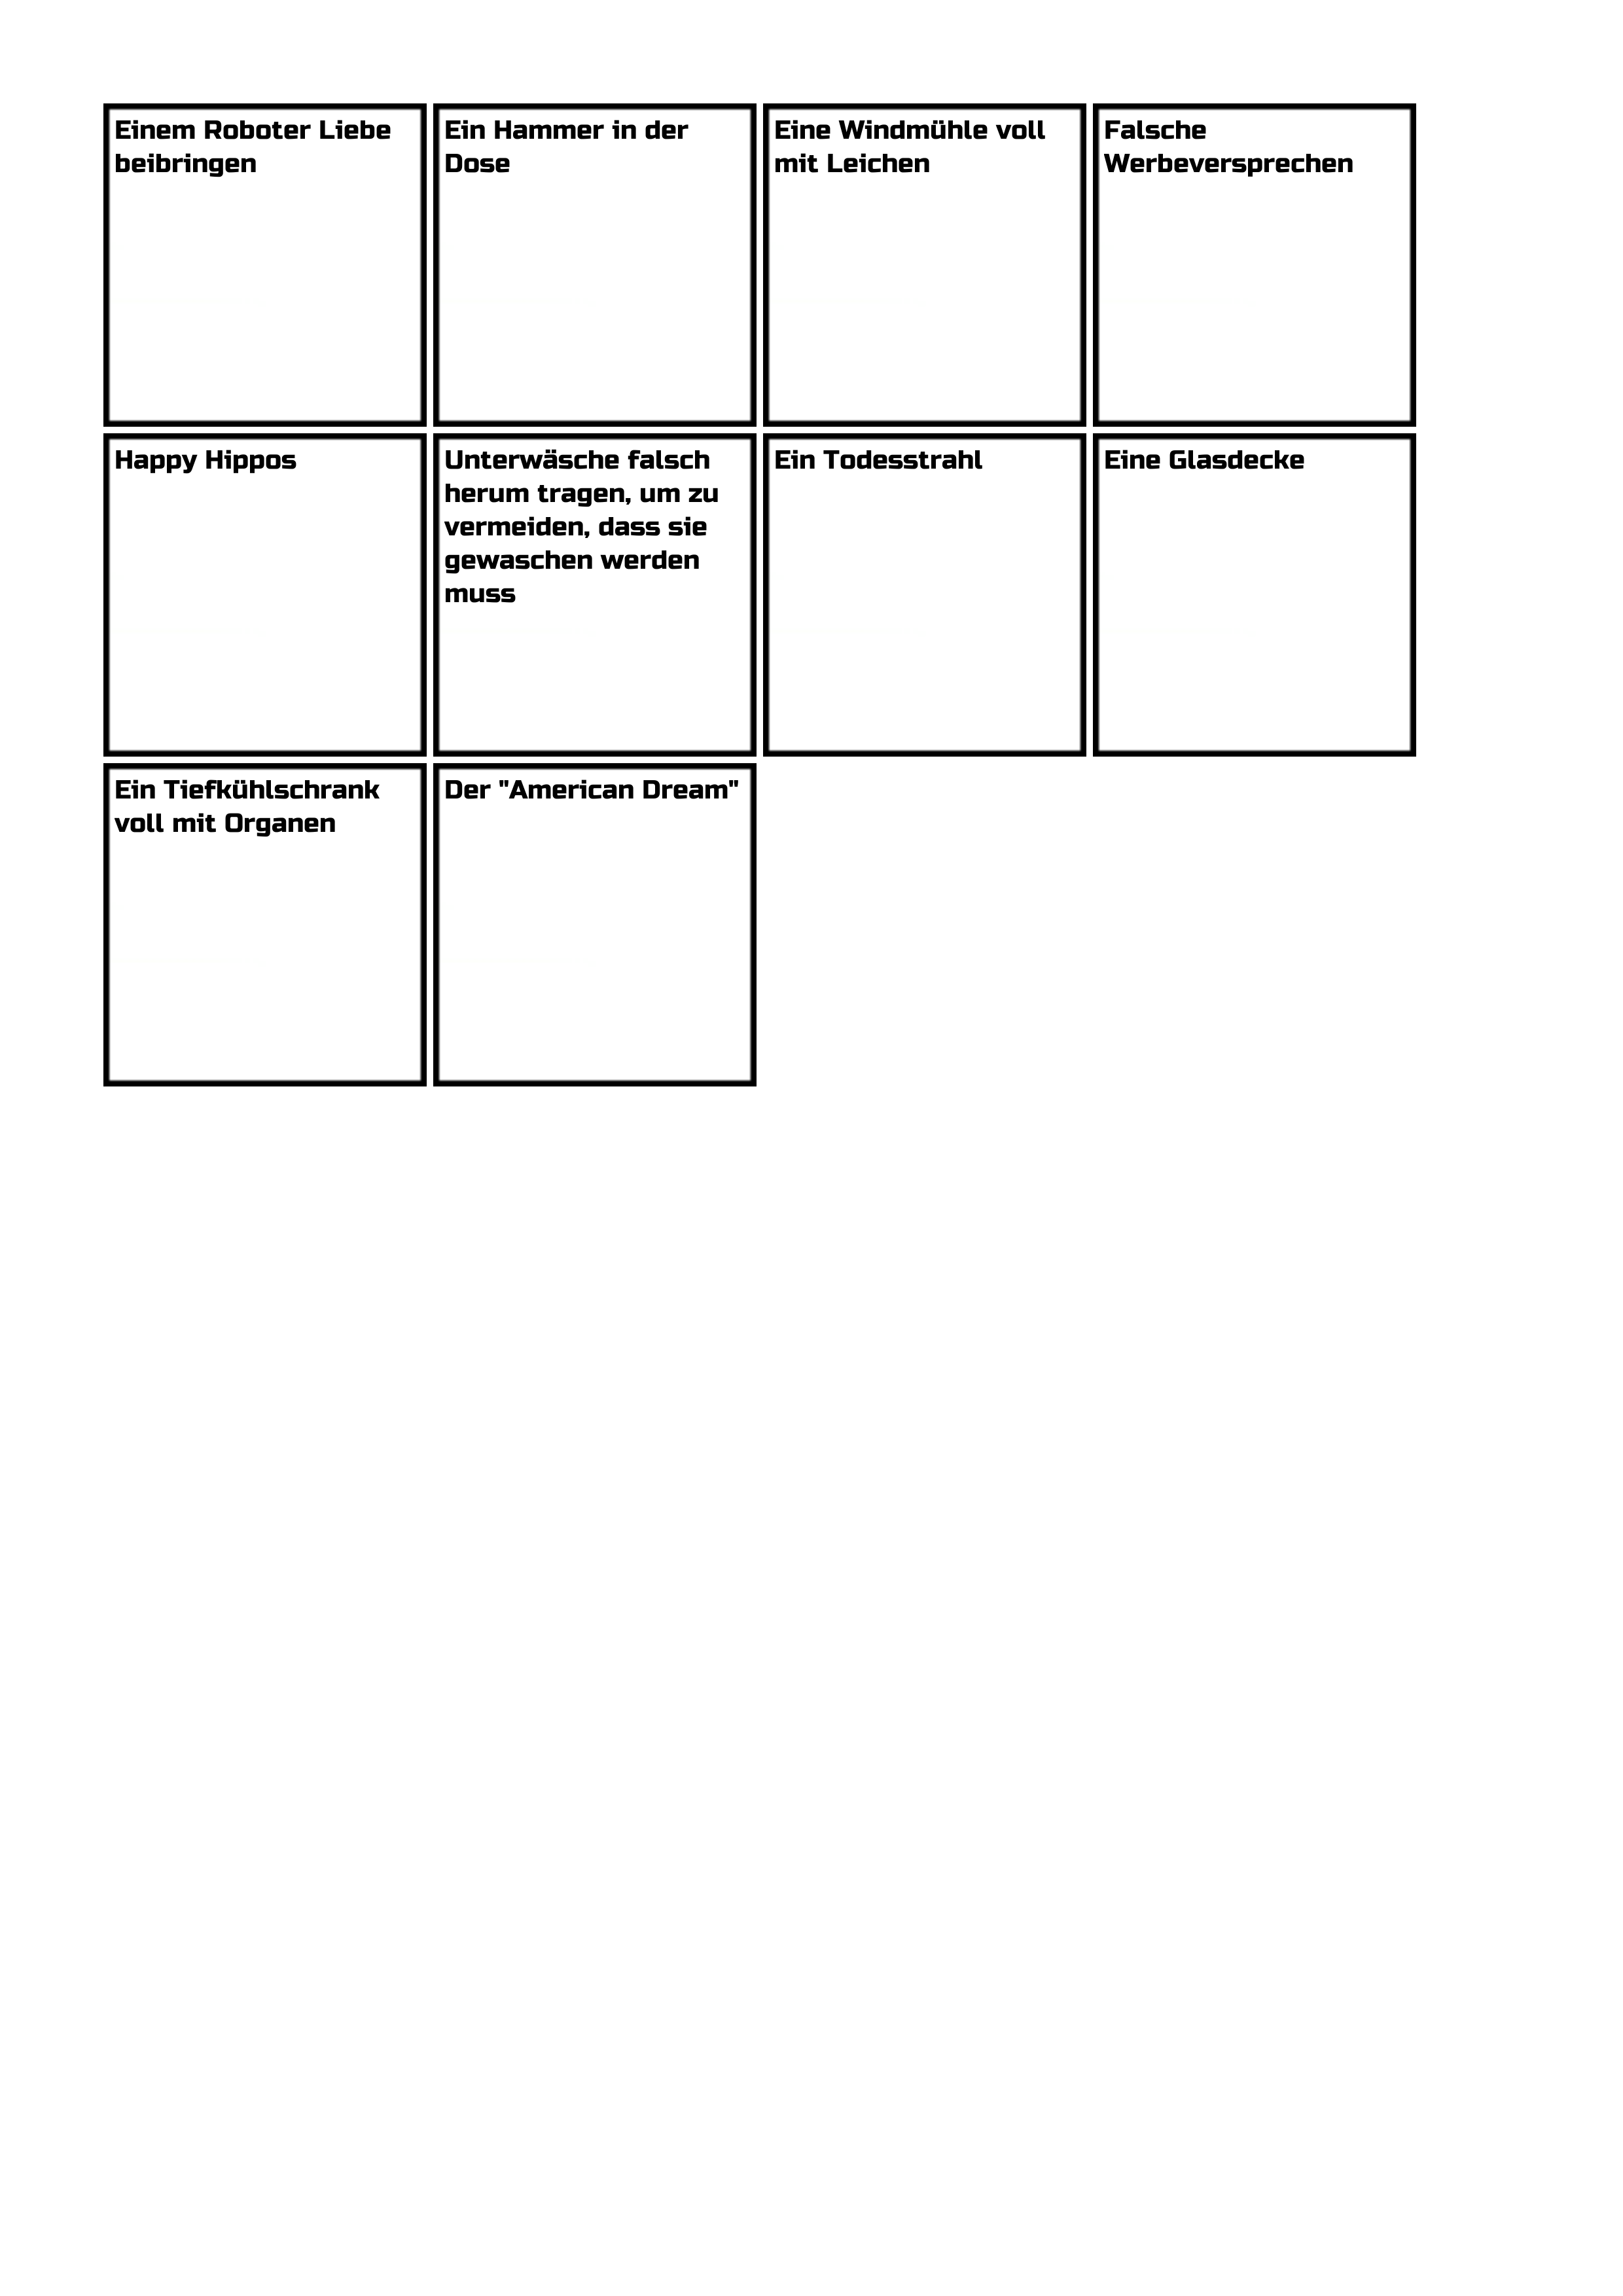 Einem Roboter Liebe
beibringen
Ein Hammer in der
Dose
Eine Windmühle voll
mit Leichen
Falsche
Werbeversprechen
Happy Hippos
Unterwäsche falsch
herum tragen, um zu
vermeiden, dass sie
gewaschen werden
muss
Ein Todesstrahl
Eine Glasdecke
Ein Tiefkühlschrank
voll mit Organen
Der "American Dream"